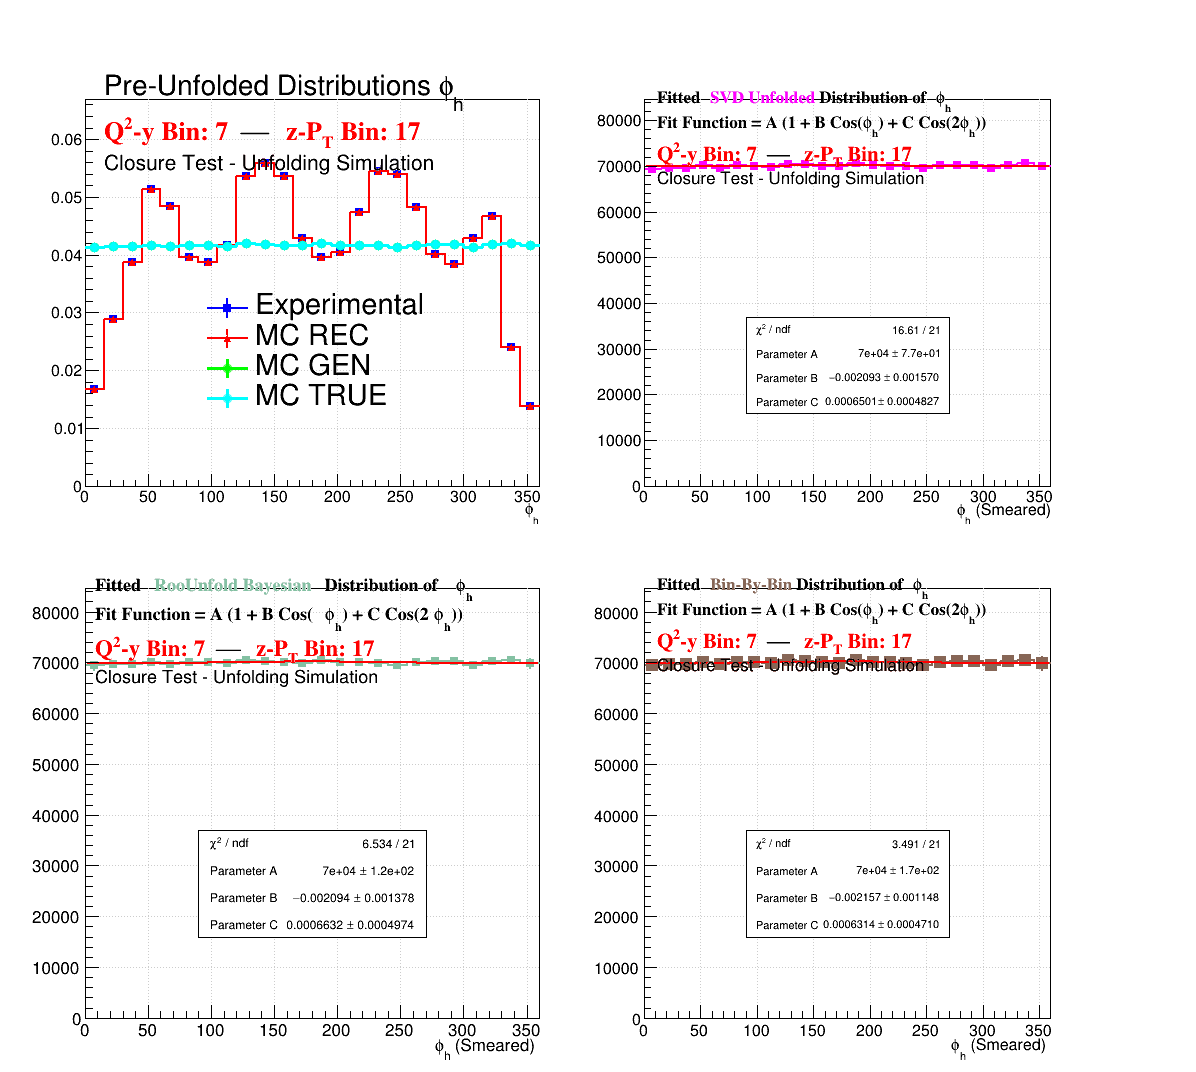 Pre-Unfolded Distributions ϕh
Q²-y Bin: 7 — z-PT Bin: 17
Closure Test - Unfolding Simulation
0.06
0.05
0.04
0.03
0.02
0.01
0
Experimental
MC REC
MC GEN
MC TRUE
0 50 100 150 200 250 300 350
ϕh
Fitted SVD Unfolded Distribution of ϕh
Fit Function = A (1 + B Cos(ϕh) + C Cos(2ϕh))
Q²-y Bin: 7 — z-PT Bin: 17
Closure Test - Unfolding Simulation
80000
70000
60000
50000
40000
30000
20000
10000
0
χ² / ndf 16.61 / 21
Parameter A 7e+04 ± 7.7e+01
Parameter B −0.002093 ± 0.001570
Parameter C 0.0006501 ± 0.0004827
0 50 100 150 200 250 300 350
ϕh (Smeared)
Fitted RooUnfold Bayesian Distribution of ϕh
Fit Function = A (1 + B Cos( ϕh) + C Cos(2 ϕh))
Q²-y Bin: 7 — z-PT Bin: 17
Closure Test - Unfolding Simulation
80000
70000
60000
50000
40000
30000
20000
10000
0
χ² / ndf 6.534 / 21
Parameter A 7e+04 ± 1.2e+02
Parameter B −0.002094 ± 0.001378
Parameter C 0.0006632 ± 0.0004974
0 50 100 150 200 250 300 350
ϕh (Smeared)
Fitted Bin-By-Bin Distribution of ϕh
Fit Function = A (1 + B Cos(ϕh) + C Cos(2ϕh))
Q²-y Bin: 7 — z-PT Bin: 17
Closure Test - Unfolding Simulation
80000
70000
60000
50000
40000
30000
20000
10000
0
χ² / ndf 3.491 / 21
Parameter A 7e+04 ± 1.7e+02
Parameter B −0.002157 ± 0.001148
Parameter C 0.0006314 ± 0.0004710
0 50 100 150 200 250 300 350
ϕh (Smeared)